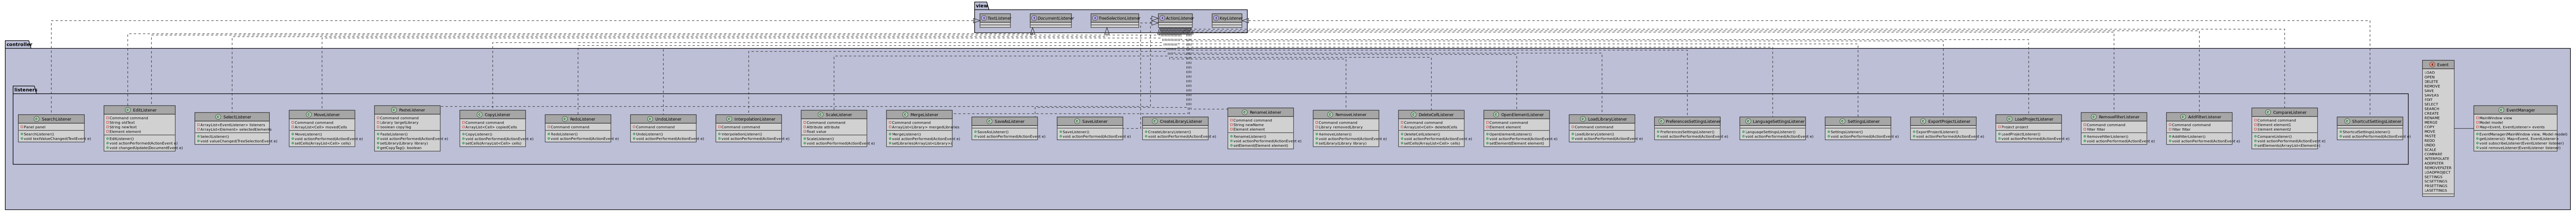 view
TextListener
DocumentListener
TreeSelectionListener
ActionListener
KeyListener
controller
listeners
SearchListener
Panel panel
SearchListener()
void textValueChanged(TextEvent e)
EditListener
Command command
String oldText
String newText
Element element
EditListener()
void actionPerformed(ActionEvent e)
void changedUpdate(DocumentEvent e)
SelectListener
ArrayList<EventListener> listeners
ArrayList<Element> selectedElements
SelectListener()
void valueChanged(TreeSelectionEvent e)
MoveListener
Command command
ArrayList<Cell> movedCells
MoveListener()
void actionPerformed(ActionEvent e)
void setCells(ArrayList<Cell> cells)
PasteListener
Command command
Library targetLibrary
boolean copyTag
PasteListener()
void actionPerformed(ActionEvent e)
void setLibrary(Library library)
getCopyTag(): boolean
CopyListener
Command command
ArrayList<Cell> copiedCells
CopyListener()
void actionPerformed(ActionEvent e)
setCells(ArrayList<Cell> cells)
RedoListener
Command command
RedoListener()
void actionPerformed(ActionEvent e)
UndoListener
Command command
UndoListener()
void actionPerformed(ActionEvent e)
InterpolationListener
Command command
InterpolationListener()
void actionPerformed(ActionEvent e)
ScaleListener
Command command
Attribute attribute
float value
ScaleListener()
void actionPerformed(ActionEvent e)
MergeListener
Command command
ArrayList<Library> mergedLibraries
MergeListener()
void actionPerformed(ActionEvent e)
setLibraries(ArrayList<Library>)
SaveAsListener
SaveAsListener()
void actionPerformed(ActionEvent e)
SaveListener
SaveListener()
void actionPerformed(ActionEvent e)
CreateLibraryListener
CreateLibraryListener()
void actionPerformed(ActionEvent e)
RenameListener
Command command
String newName
Element element
RenameListener()
void actionPerformed(ActionEvent e)
setElement(Element element)
RemoveListener
Command command
Library removedLibrary
RemoveListener()
void actionPerformed(ActionEvent e)
setLibrary(Library library)
DeleteCellListener
Command command
ArrayList<Cell> deletedCells
DeleteCellListener()
void actionPerformed(ActionEvent e)
setCells(ArrayList<Cell> cells)
OpenElementListener
Element element
OpenElementListener()
void actionPerformed(ActionEvent e)
setElement(Element element)
LoadLibraryListener
Command command
LoadLibraryListener()
void actionPerformed(ActionEvent e)
PreferencesSettingsListener
PreferencesSettingsListener()
void actionPerformed(ActionEvent e)
LanguageSettingsListener
LanguageSettingsListener()
void actionPerformed(ActionEvent e)
SettingsListener
SettingsListener()
void actionPerformed(ActionEvent e)
ExportProjectListener
ExportProjectListener()
void actionPerformed(ActionEvent e)
LoadProjectListener
Project project
LoadProjectListener()
void actionPerformed(ActionEvent e)
RemoveFilterListener
Command command
Filter filter
RemoveFilterListener()
void actionPerformed(ActionEvent e)
AddFilterListener
Command command
Filter filter
AddFilterListener()
void actionPerformed(ActionEvent e)
CompareListener
Command command
Element element1
Element element2
CompareListener()
void actionPerformed(ActionEvent e)
setElements(ArrayList<Element>)
ShortcutSettingsListener
ShortcutSettingsListener()
void actionPerformed(ActionEvent e)
Event
LOAD
OPEN
DELETE
REMOVE
SAVE
SAVEAS
EDIT
SELECT
SEARCH
CREATE
RENAME
MERGE
COPY
MOVE
PASTE
REDO
UNDO
SCALE
COMPARE
INTERPOLATE
ADDFILTER
REMOVEFILTER
LOADPROJECT
SETTINGS
SCSETTINGS
PRSETTINGS
LASETTINGS
EventManager
MainWindow view
Model model
Map<Event, EventListener> events
EventManager(MainWindow view, Model model)
getListener(): Map<Event, EventListener>
void subscribeListener(EventListener listener)
void removeListener(EventListener listener)